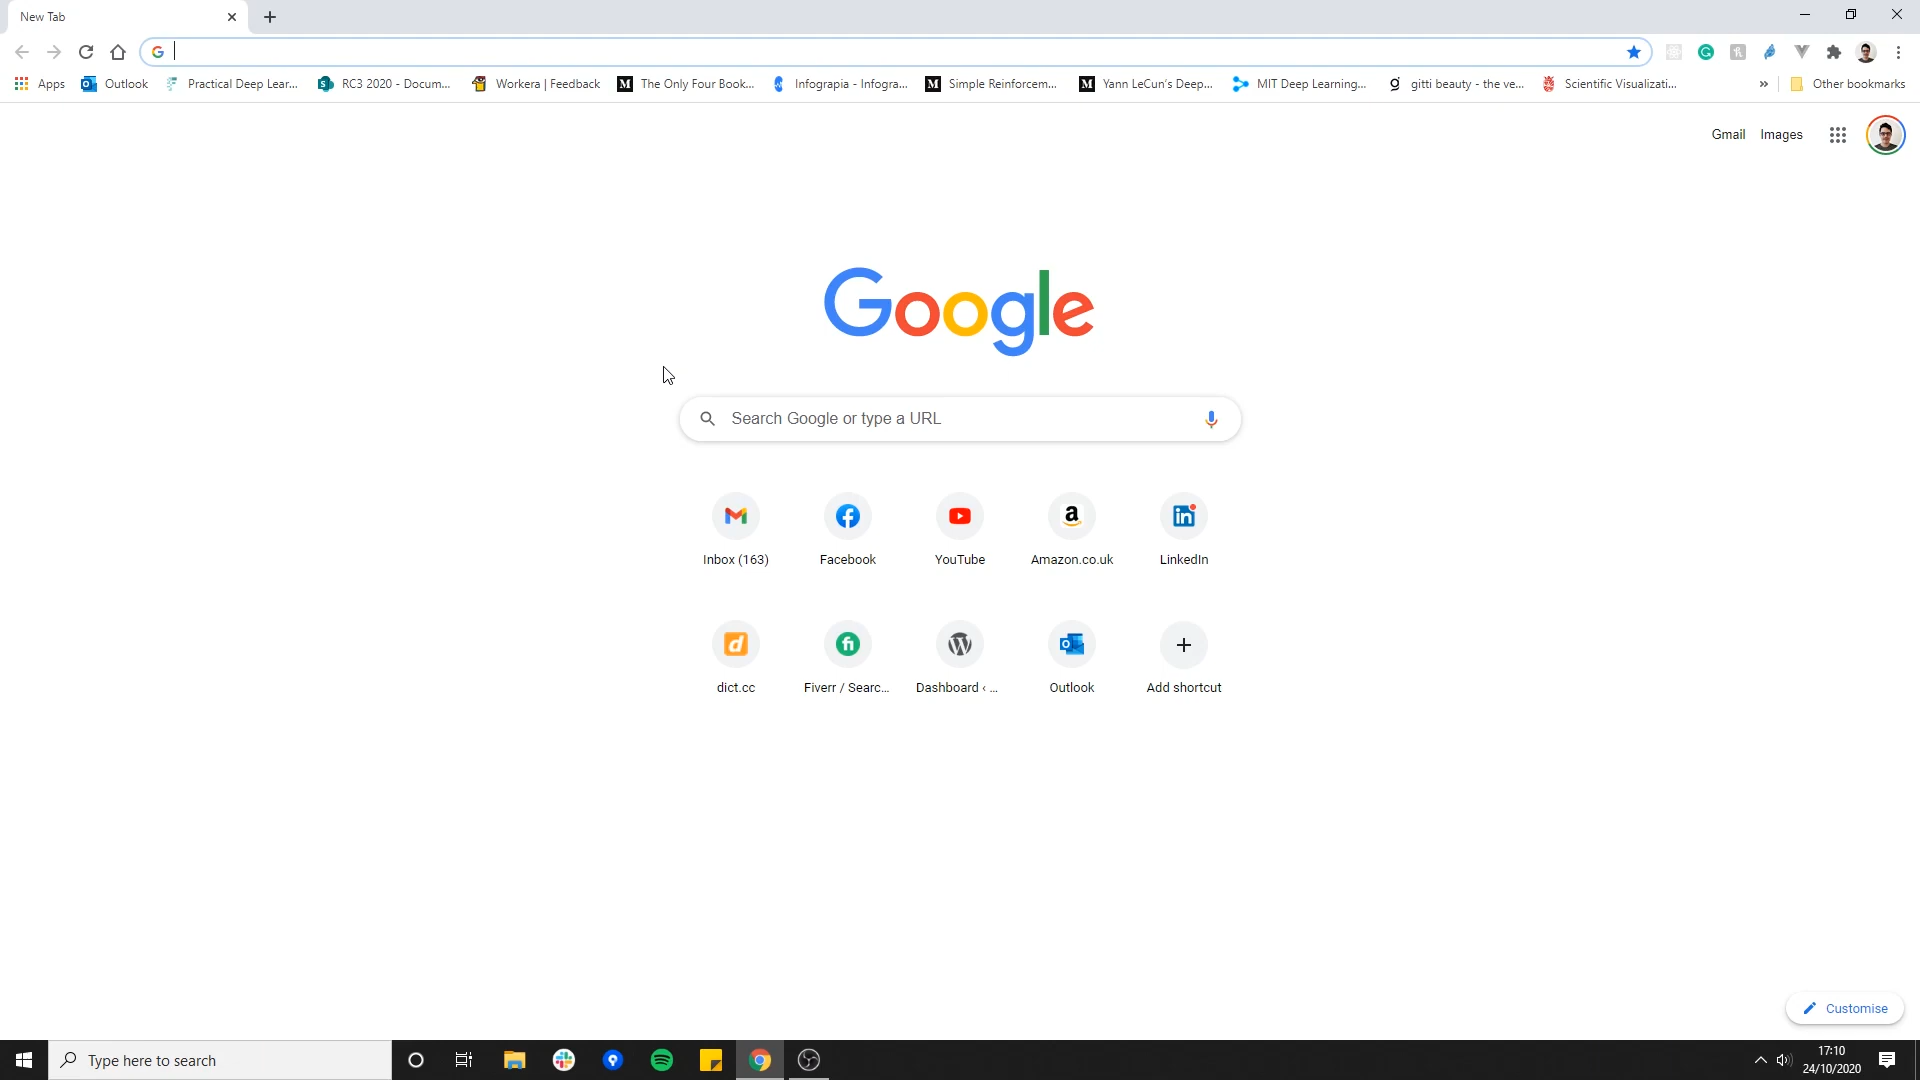 New Tab
Apps Outlook Practical Deep Lear... RC3 2020 - Docum... Workera | Feedback The Only Four Book... Infograpia - Infogra... Simple Reinforcem... Yann LeCun's Deep... MIT Deep Learning... gitti beauty - the ve... Scientific Visualizati... » Other bookmarks
Gmail Images
Google
Search Google or type a URL
Inbox (163) Facebook YouTube Amazon.co.uk LinkedIn
dict.cc Fiverr / Searc... Dashboard ‹ ... Outlook Add shortcut
Customise
Type here to search
17:10
24/10/2020